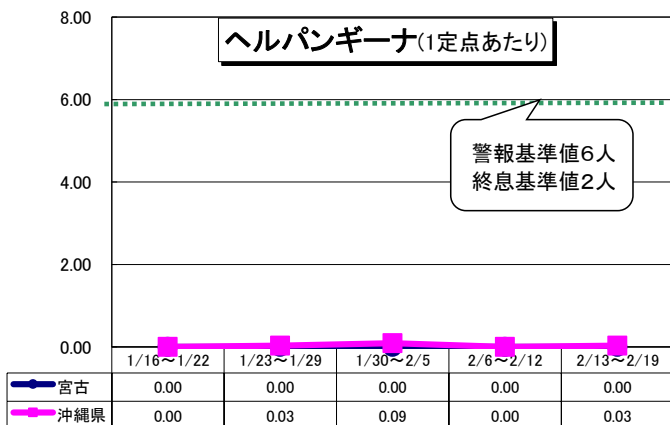 ヘルパンギーナ(1定点あたり)
8.00
6.00
警報基準値6人
終息基準値2人
4.00
2.00
0.00
1/16～1/22 1/23～1/29 1/30～2/5 2/6～2/12 2/13～2/19
宮古 0.00 0.00 0.00 0.00 0.00
沖縄県 0.00 0.03 0.09 0.00 0.03